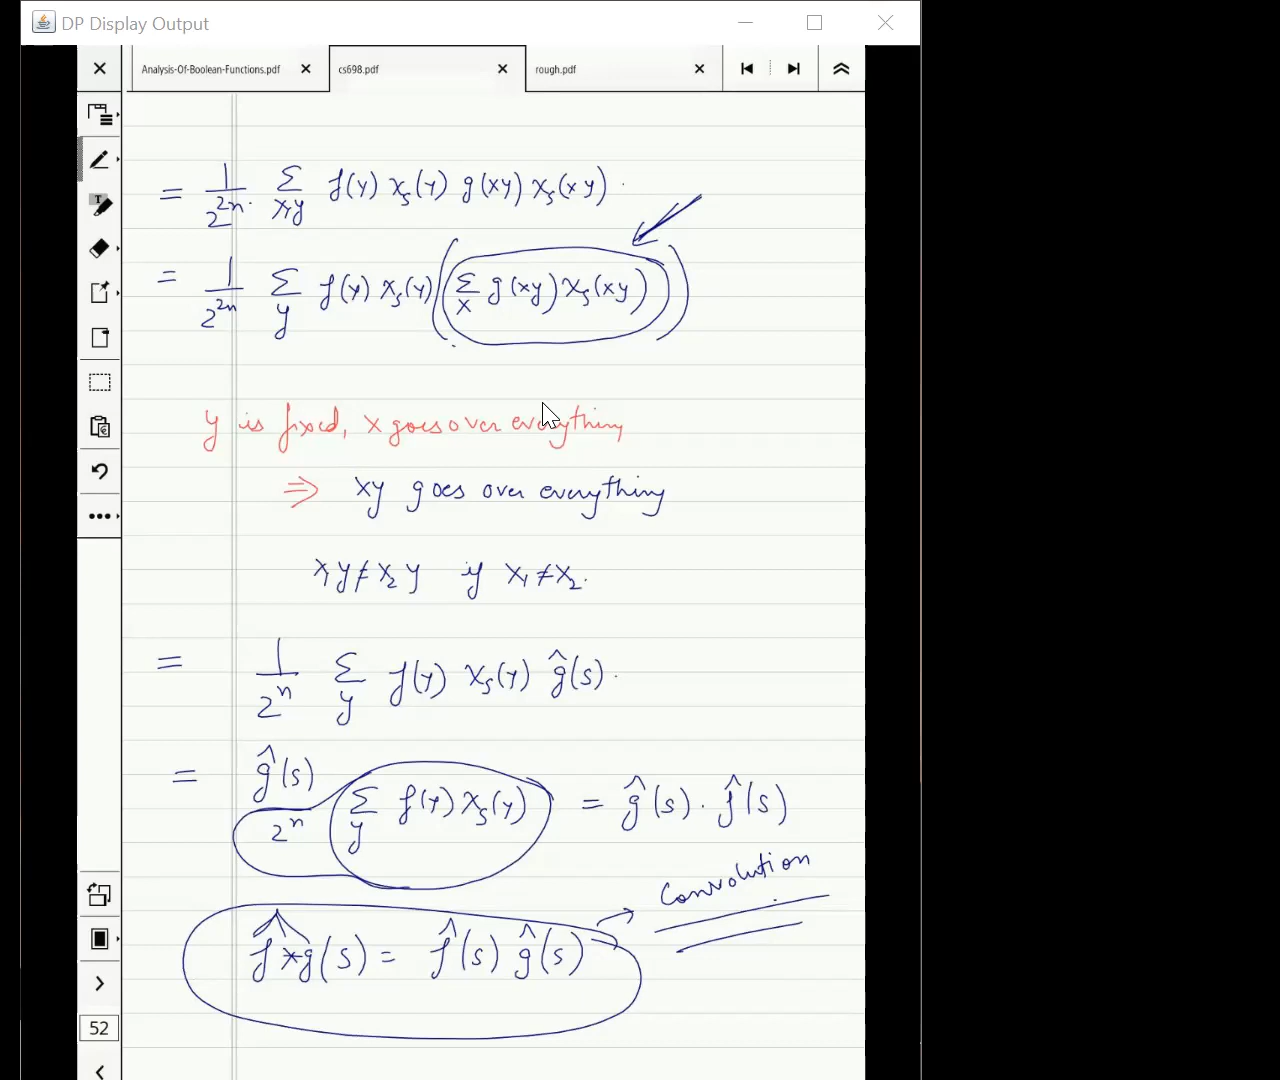 DP Display Output
Analysis-Of-Boolean-Functions.pdf
cs698.pdf
rough.pdf
= 1/2^{2n} Σ_{x,y} f(y) χ_S(y) g(xy) χ_S(xy).
= 1/2^{2n} Σ_y f(y) χ_S(y) ( Σ_x g(xy) χ_S(xy) )
y is fixed, x goes over everything
⇒ xy goes over everything
x₁y ≠ x₂y if x₁ ≠ x₂.
= 1/2^n Σ_y f(y) χ_S(y) ĝ(S).
= ĝ(S)/2^n Σ_y f(y) χ_S(y) = ĝ(S) · f̂(S)
Convolution
\widehat{f*g}(S) = f̂(S) ĝ(S)
52